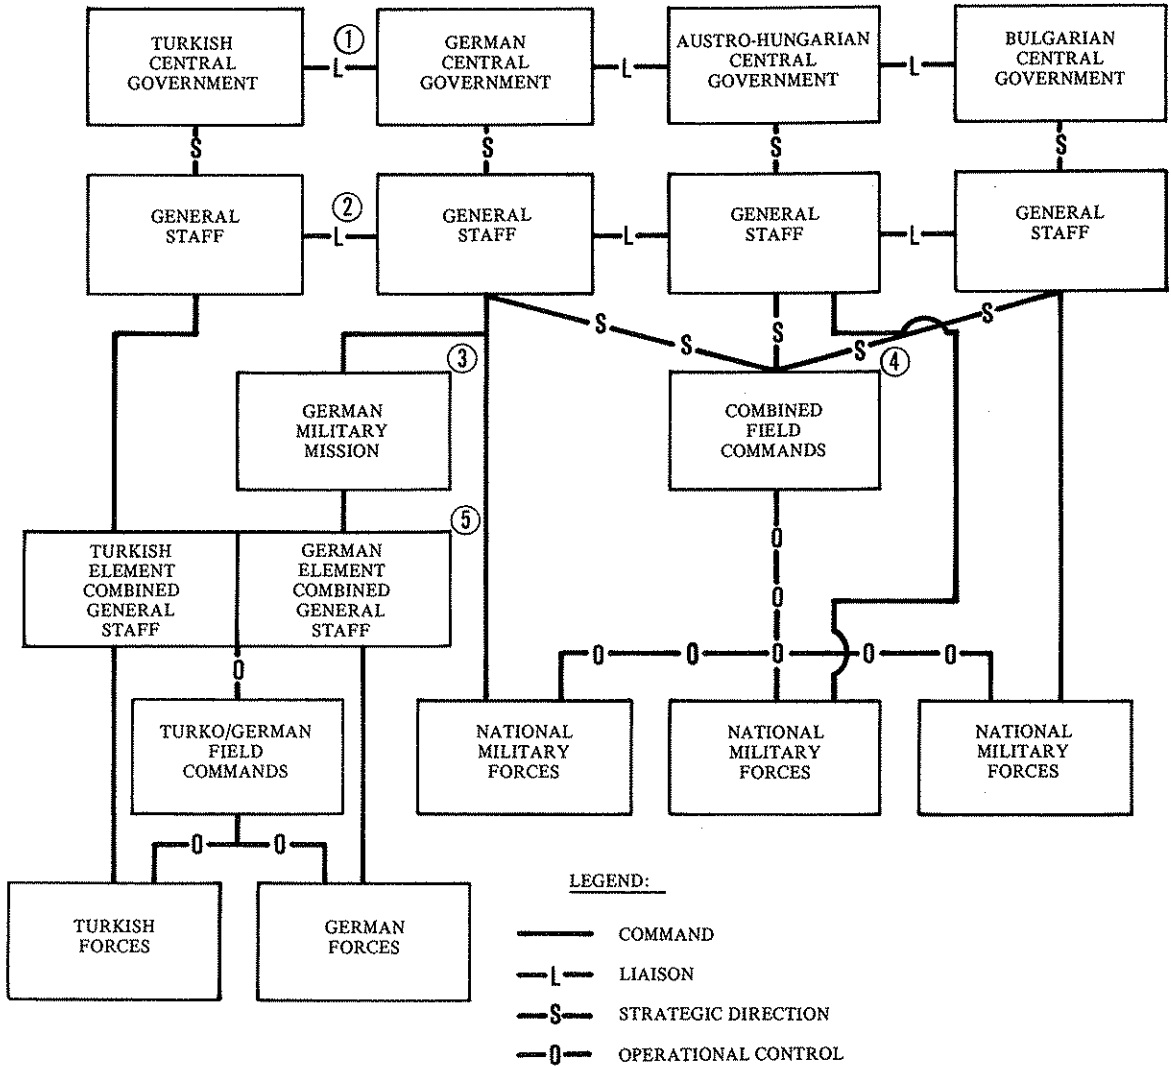 TURKISH
CENTRAL
GOVERNMENT
L
①
GERMAN
CENTRAL
GOVERNMENT
L
AUSTRO-HUNGARIAN
CENTRAL
GOVERNMENT
L
BULGARIAN
CENTRAL
GOVERNMENT
S
S
S
S
GENERAL
STAFF
L
②
GENERAL
STAFF
L
GENERAL
STAFF
L
GENERAL
STAFF
S
S
S
S
S
③
④
GERMAN
MILITARY
MISSION
COMBINED
FIELD
COMMANDS
⑤
TURKISH
ELEMENT
COMBINED
GENERAL
STAFF
GERMAN
ELEMENT
COMBINED
GENERAL
STAFF
O
O
O
O
O
O
O
O
TURKO/GERMAN
FIELD
COMMANDS
NATIONAL
MILITARY
FORCES
NATIONAL
MILITARY
FORCES
NATIONAL
MILITARY
FORCES
O
O
TURKISH
FORCES
GERMAN
FORCES
LEGEND:
COMMAND
L LIAISON
S STRATEGIC DIRECTION
O OPERATIONAL CONTROL